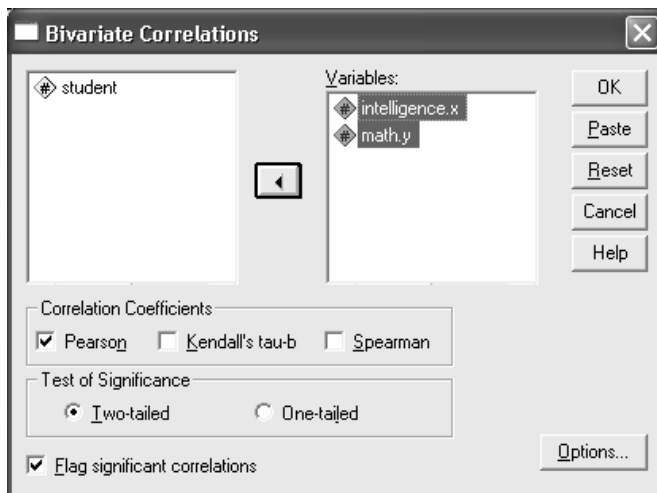 Bivariate Correlations
student
Variables:
intelligence.x
math.y
OK
Paste
Reset
Cancel
Help
Correlation Coefficients
Pearson Kendall's tau-b Spearman
Test of Significance
Two-tailed One-tailed
Flag significant correlations
Options...